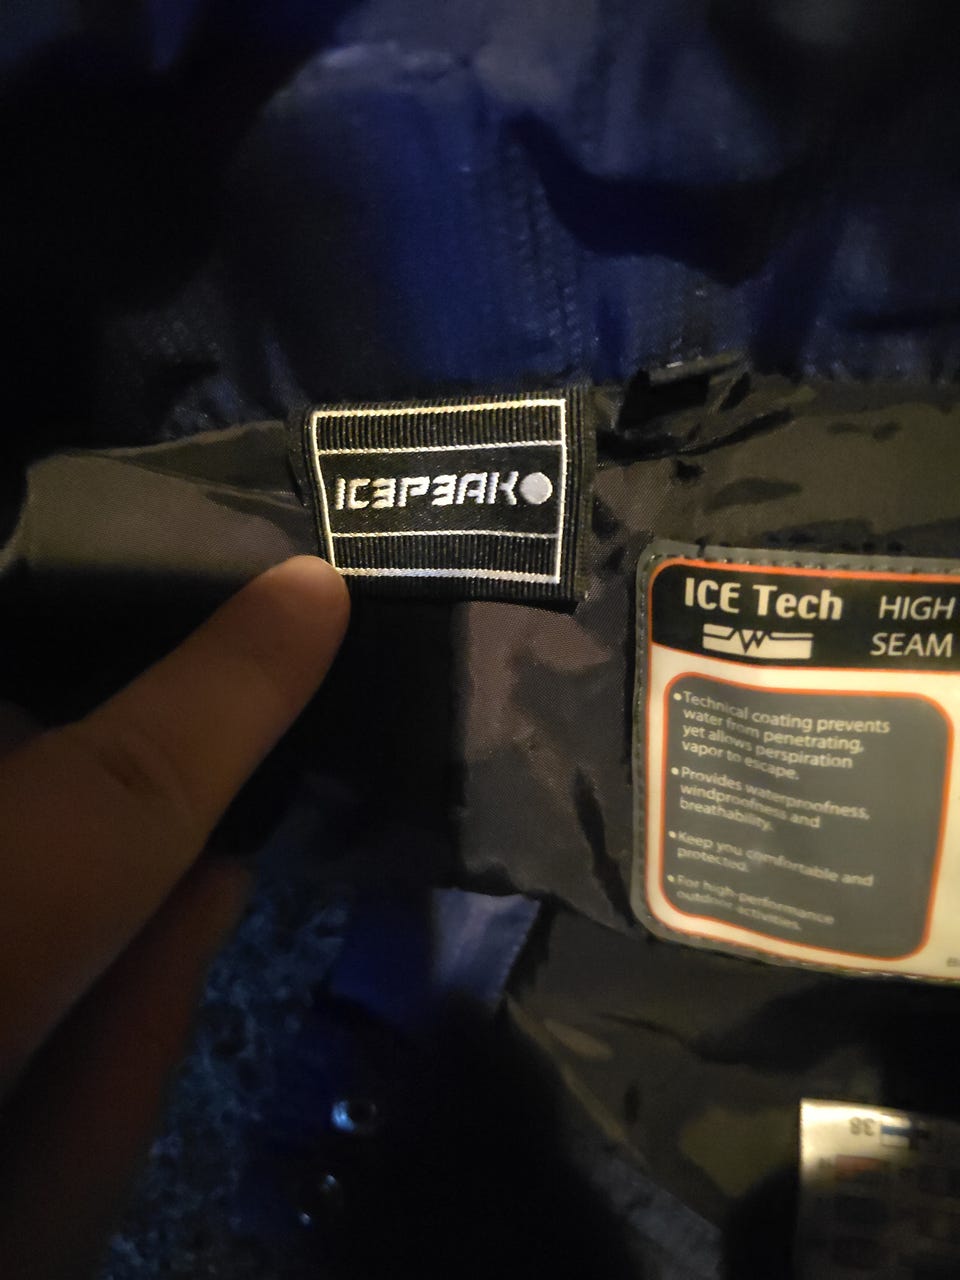 ICEPEAK
ICE Tech
HIGH
SEAM
• Technical coating prevents
water from penetrating,
yet allows perspiration
vapor to escape.
• Provides waterproofness,
windproofness and
breathability.
• Keep you comfortable and
protected.
• For high-performance
outdoor activities.
38